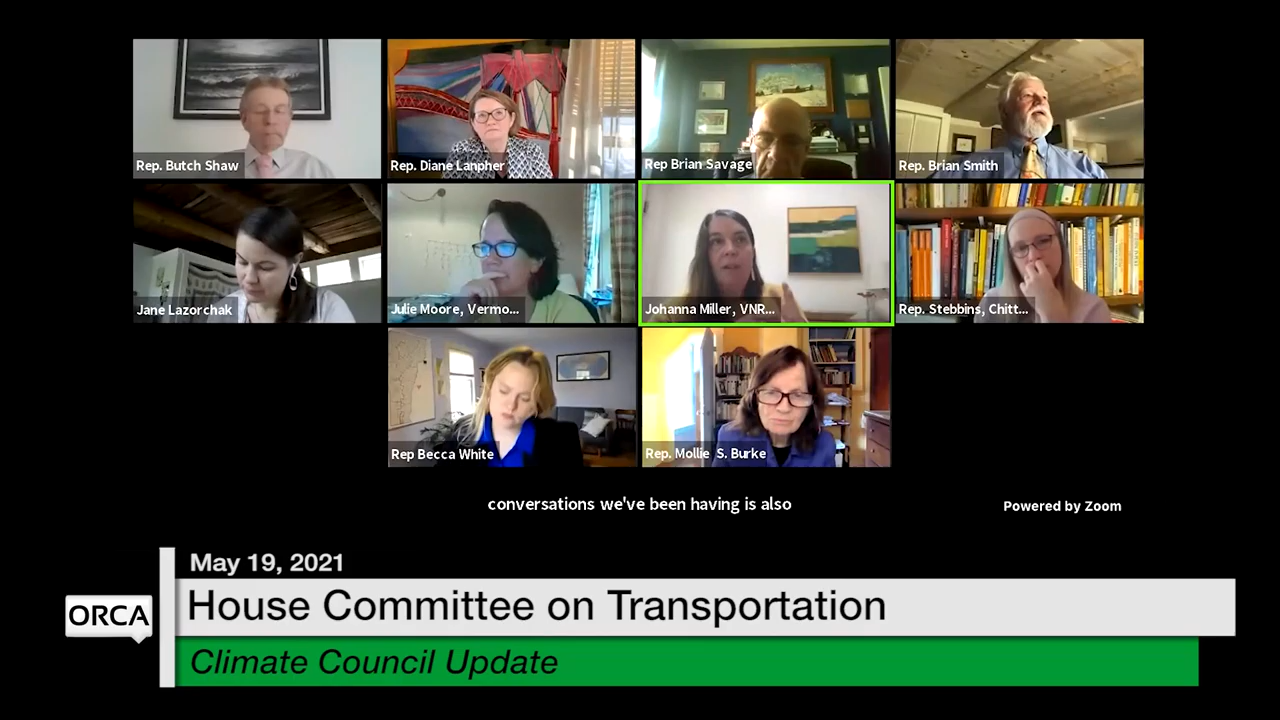 Rep. Butch Shaw
Rep. Diane Lanpher
Rep Brian Savage
Rep. Brian Smith
Jane Lazorchak
Julie Moore, Vermo...
Johanna Miller, VNR...
Rep. Stebbins, Chitt...
Rep Becca White
Rep. Mollie S. Burke
conversations we've been having is also
Powered by Zoom
May 19, 2021
House Committee on Transportation
ORCA
Climate Council Update